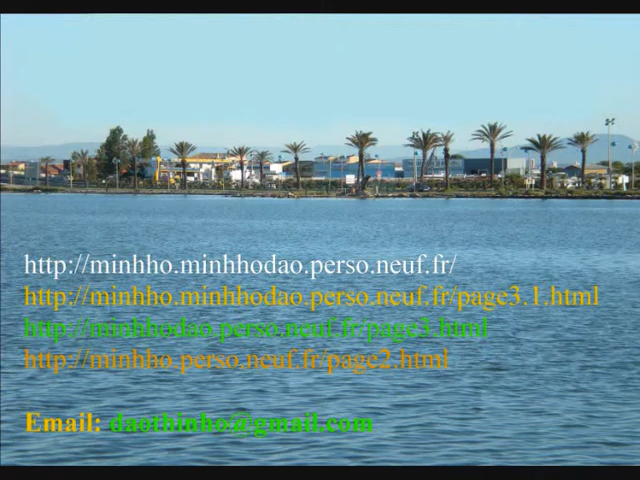 http://minhho.minhhodao.perso.neuf.fr/
http://minhho.minhhodao.perso.neuf.fr/page3.1.html
http://minhhodao.perso.neuf.fr/page3.html
http://minhho.perso.neuf.fr/page2.html
Email: daothinho@gmail.com